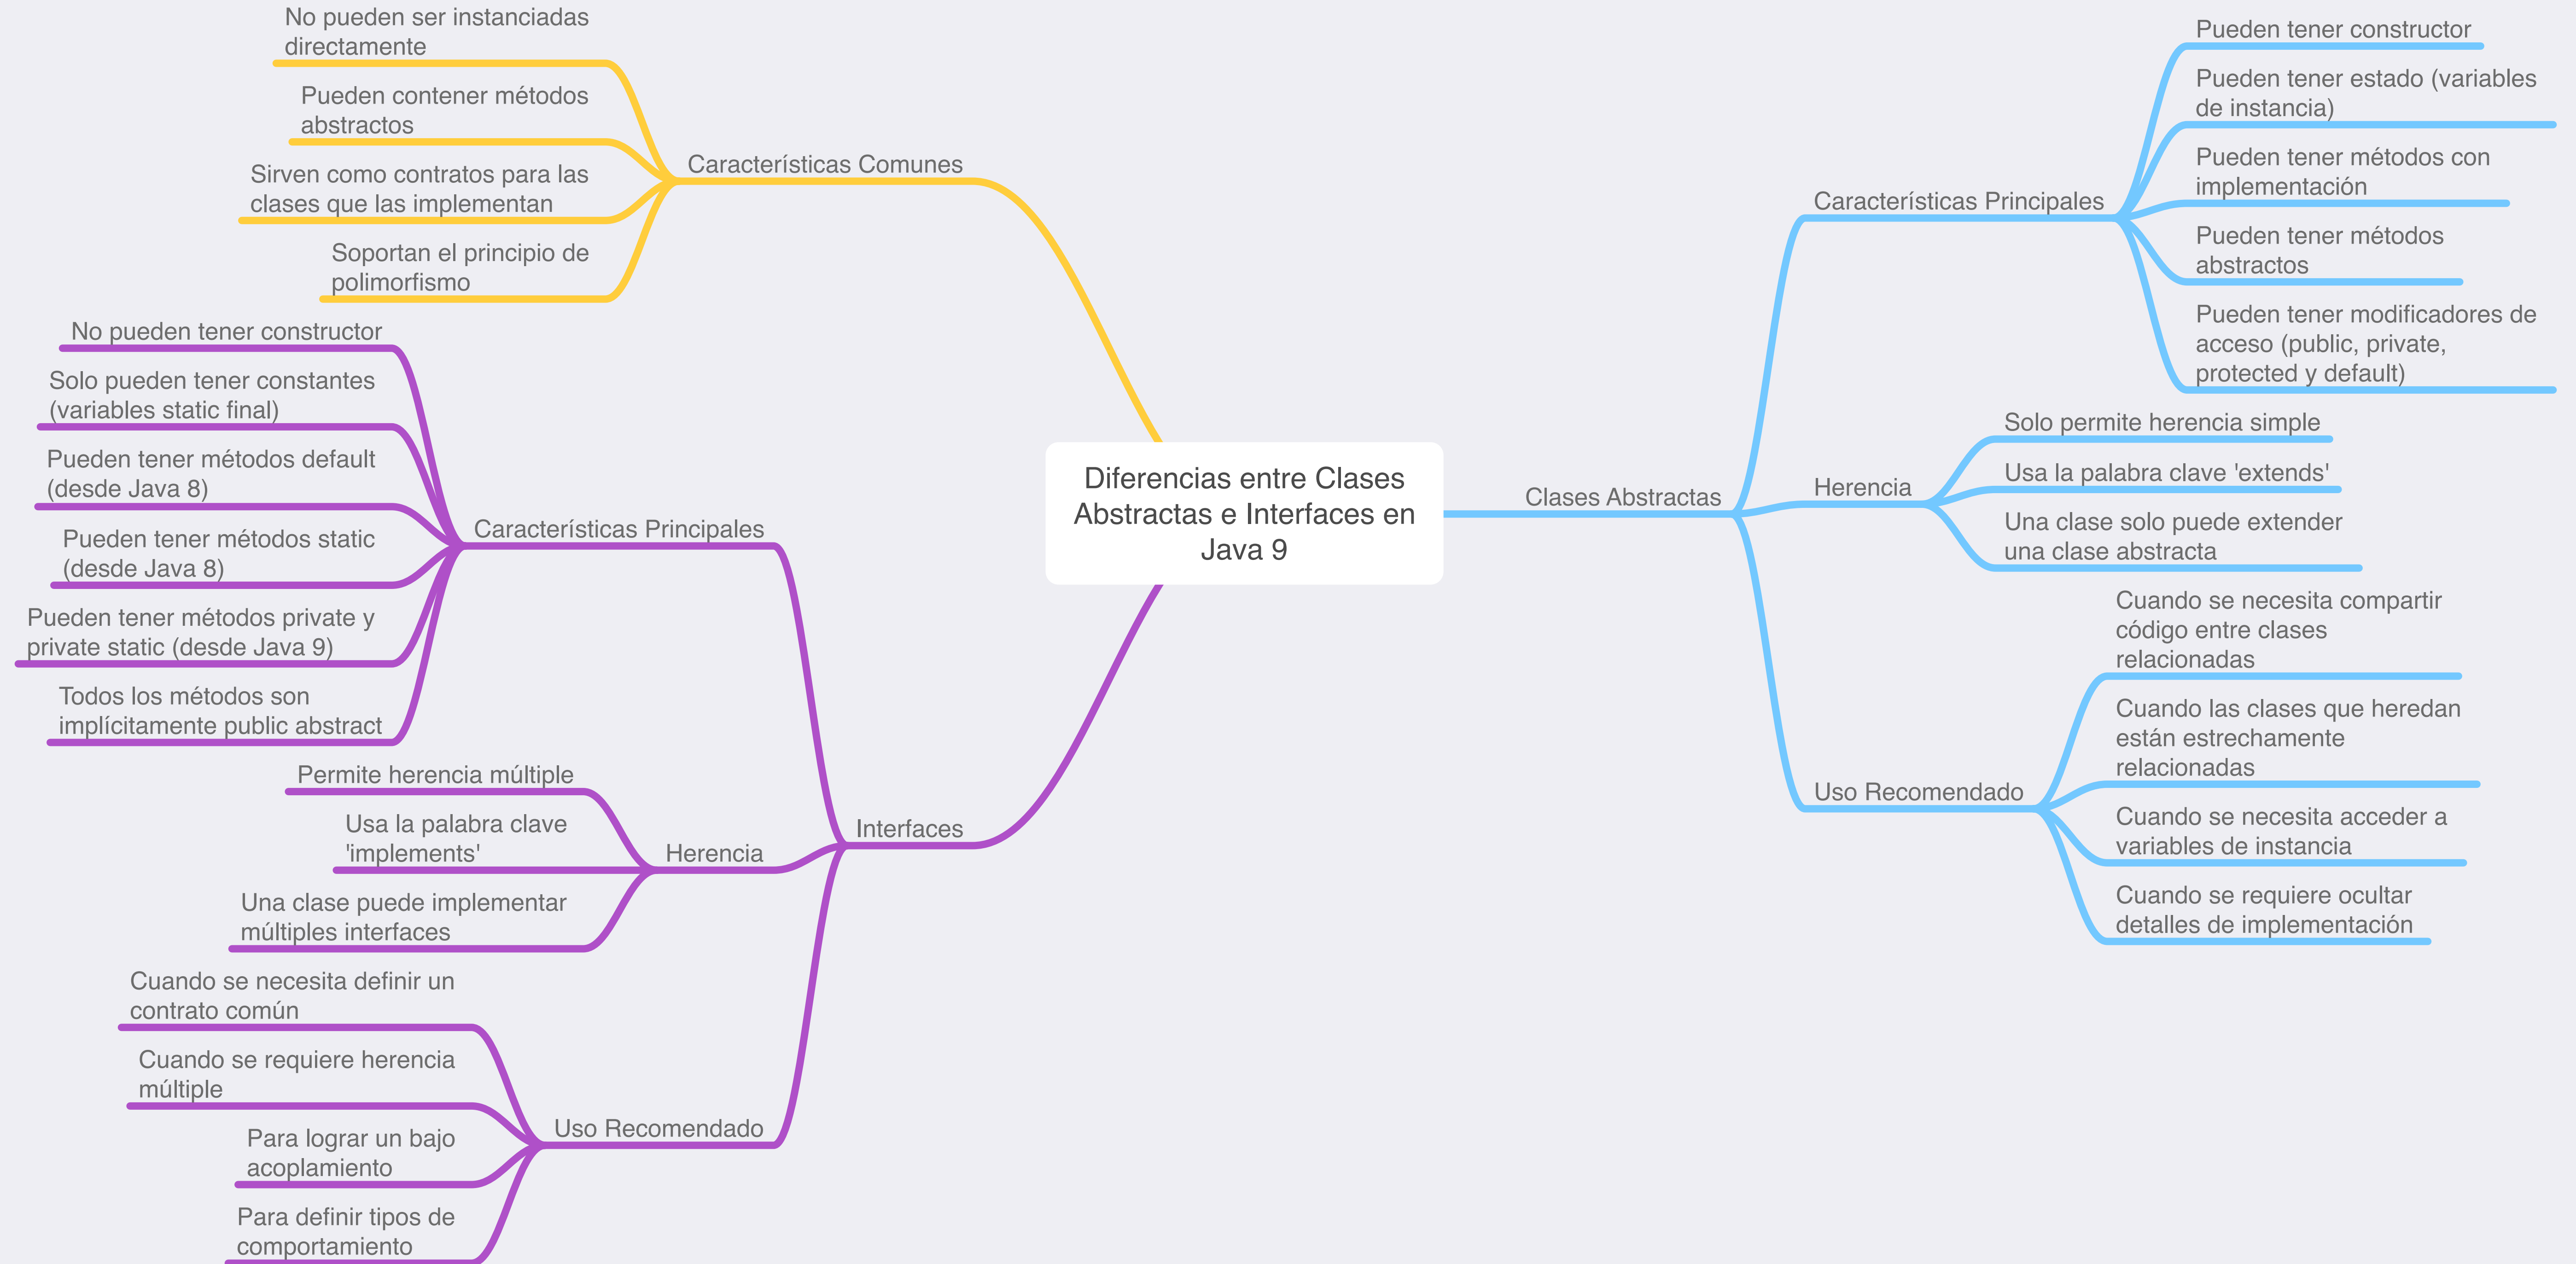 Diferencias entre Clases
Abstractas e Interfaces en
Java 9
Características Comunes
No pueden ser instanciadas
directamente
Pueden contener métodos
abstractos
Sirven como contratos para las
clases que las implementan
Soportan el principio de
polimorfismo
Interfaces
Características Principales
No pueden tener constructor
Solo pueden tener constantes
(variables static final)
Pueden tener métodos default
(desde Java 8)
Pueden tener métodos static
(desde Java 8)
Pueden tener métodos private y
private static (desde Java 9)
Todos los métodos son
implícitamente public abstract
Herencia
Permite herencia múltiple
Usa la palabra clave
'implements'
Una clase puede implementar
múltiples interfaces
Uso Recomendado
Cuando se necesita definir un
contrato común
Cuando se requiere herencia
múltiple
Para lograr un bajo
acoplamiento
Para definir tipos de
comportamiento
Clases Abstractas
Características Principales
Pueden tener constructor
Pueden tener estado (variables
de instancia)
Pueden tener métodos con
implementación
Pueden tener métodos
abstractos
Pueden tener modificadores de
acceso (public, private,
protected y default)
Herencia
Solo permite herencia simple
Usa la palabra clave 'extends'
Una clase solo puede extender
una clase abstracta
Uso Recomendado
Cuando se necesita compartir
código entre clases
relacionadas
Cuando las clases que heredan
están estrechamente
relacionadas
Cuando se necesita acceder a
variables de instancia
Cuando se requiere ocultar
detalles de implementación